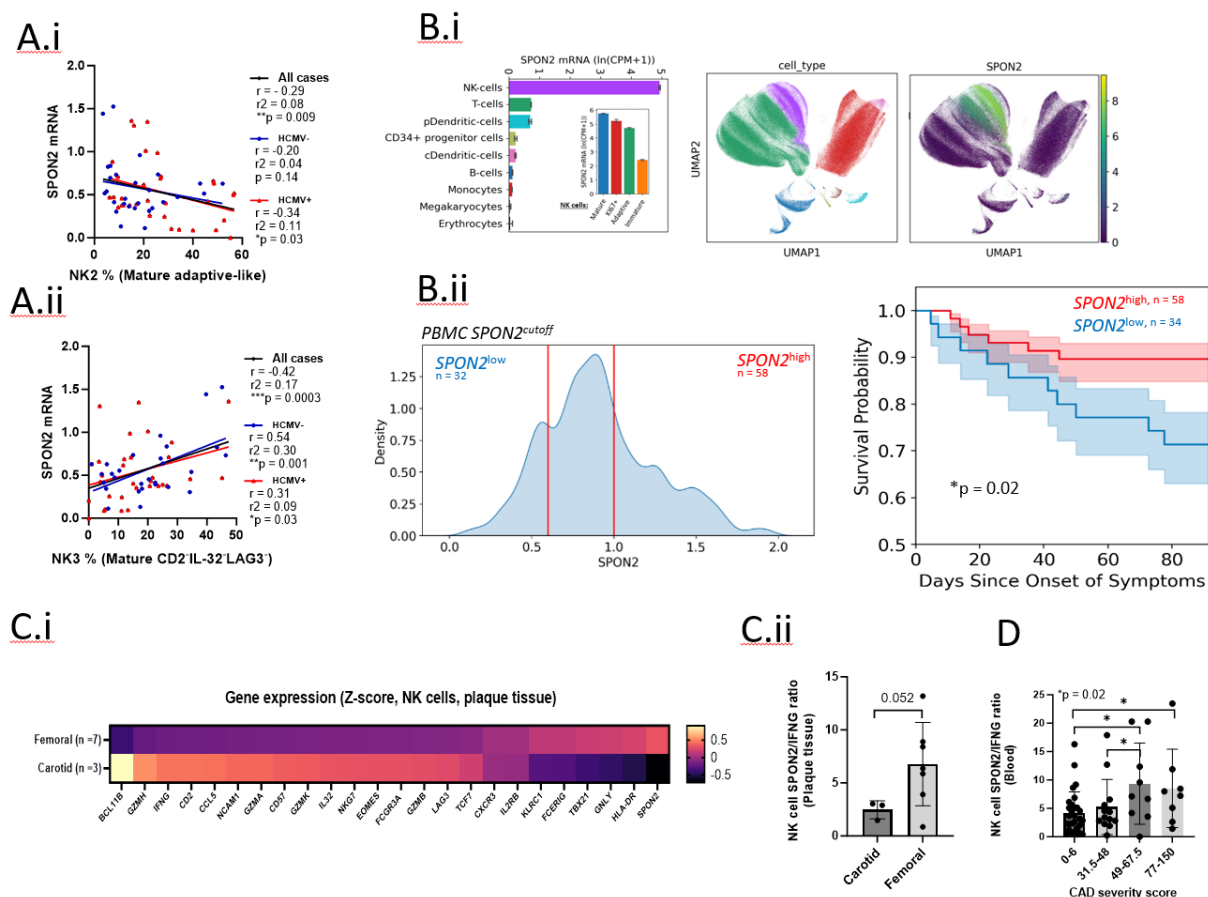 A.i
SPON2 mRNA
2.0
1.5
1.0
0.5
0.0
0
20
40
60
NK2 % (Mature adaptive-like)
All cases
r = - 0.29
r2 = 0.08
**p = 0.009
HCMV-
r = -0.20
r2 = 0.04
p = 0.14
HCMV+
r = -0.34
r2 = 0.11
*p = 0.03
B.i
SPON2 mRNA (ln(CPM+1))
0
1
2
3
4
5
NK-cells
T-cells
pDendritic-cells
CD34+ progenitor cells
cDendritic-cells
B-cells
Monocytes
Megakaryocytes
Erythrocytes
SPON2 mRNA (ln(CPM+1))
6
5
4
3
2
1
0
NK cells:
Mature
KI67+
Adaptive
Immature
cell_type
UMAP2
UMAP1
SPON2
UMAP1
8
6
4
2
0
A.ii
SPON2 mRNA
2.0
1.5
1.0
0.5
0.0
0
10
20
30
40
50
NK3 % (Mature CD2-IL-32-LAG3-)
All cases
r = -0.42
r2 = 0.17
***p = 0.0003
HCMV-
r = 0.54
r2 = 0.30
**p = 0.001
HCMV+
r = 0.31
r2 = 0.09
*p = 0.03
B.ii
PBMC SPON2cutoff
SPON2low
n = 32
SPON2high
n = 58
Density
1.25
1.00
0.75
0.50
0.25
0.00
0.0
0.5
1.0
1.5
2.0
SPON2
SPON2high, n = 58
SPON2low, n = 34
Survival Probability
1.0
0.9
0.8
0.7
0.6
0.5
*p = 0.02
0
20
40
60
80
Days Since Onset of Symptoms
C.i
Gene expression (Z-score, NK cells, plaque tissue)
Femoral (n =7)
Carotid (n =3)
BCL11B
GZMH
IFNG
CD2
CCL5
NCAM1
GZMA
CD57
GZMK
IL32
NKG7
EOMES
FCGR3A
GZMB
LAG3
TCF7
CXCR3
IL2RB
KLRC1
FCERIG
TBX21
GNLY
HLA-DR
SPON2
0.5
0
-0.5
C.ii
NK cell SPON2/IFNG ratio
(Plaque tissue)
15
10
5
0
0.052
Carotid
Femoral
D
NK cell SPON2/IFNG ratio
(Blood)
25
20
15
10
5
0
*p = 0.02
*
*
*
0-6
31.5-48
49-67.5
77-150
CAD severity score